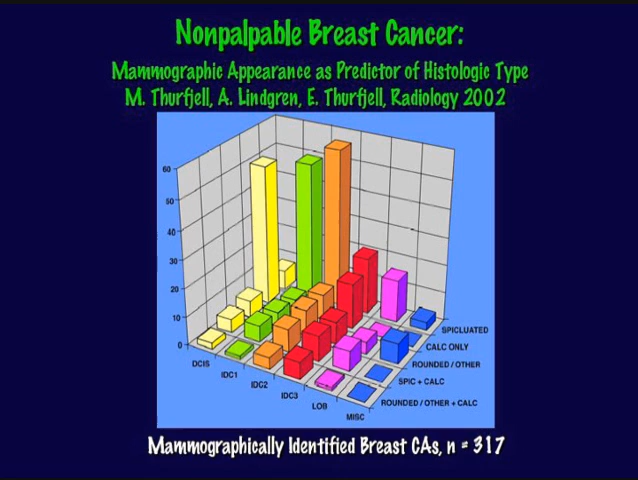 Nonpalpable Breast Cancer:
Mammographic Appearance as Predictor of Histologic Type
M. Thurfjell, A. Lindgren, E. Thurfjell, Radiology 2002
60
50
40
30
20
10
0
DCIS
IDC1
IDC2
IDC3
LOB
MISC
SPICLUATED
CALC ONLY
ROUNDED / OTHER
SPIC + CALC
ROUNDED / OTHER + CALC
Mammographically Identified Breast CAs, n = 317